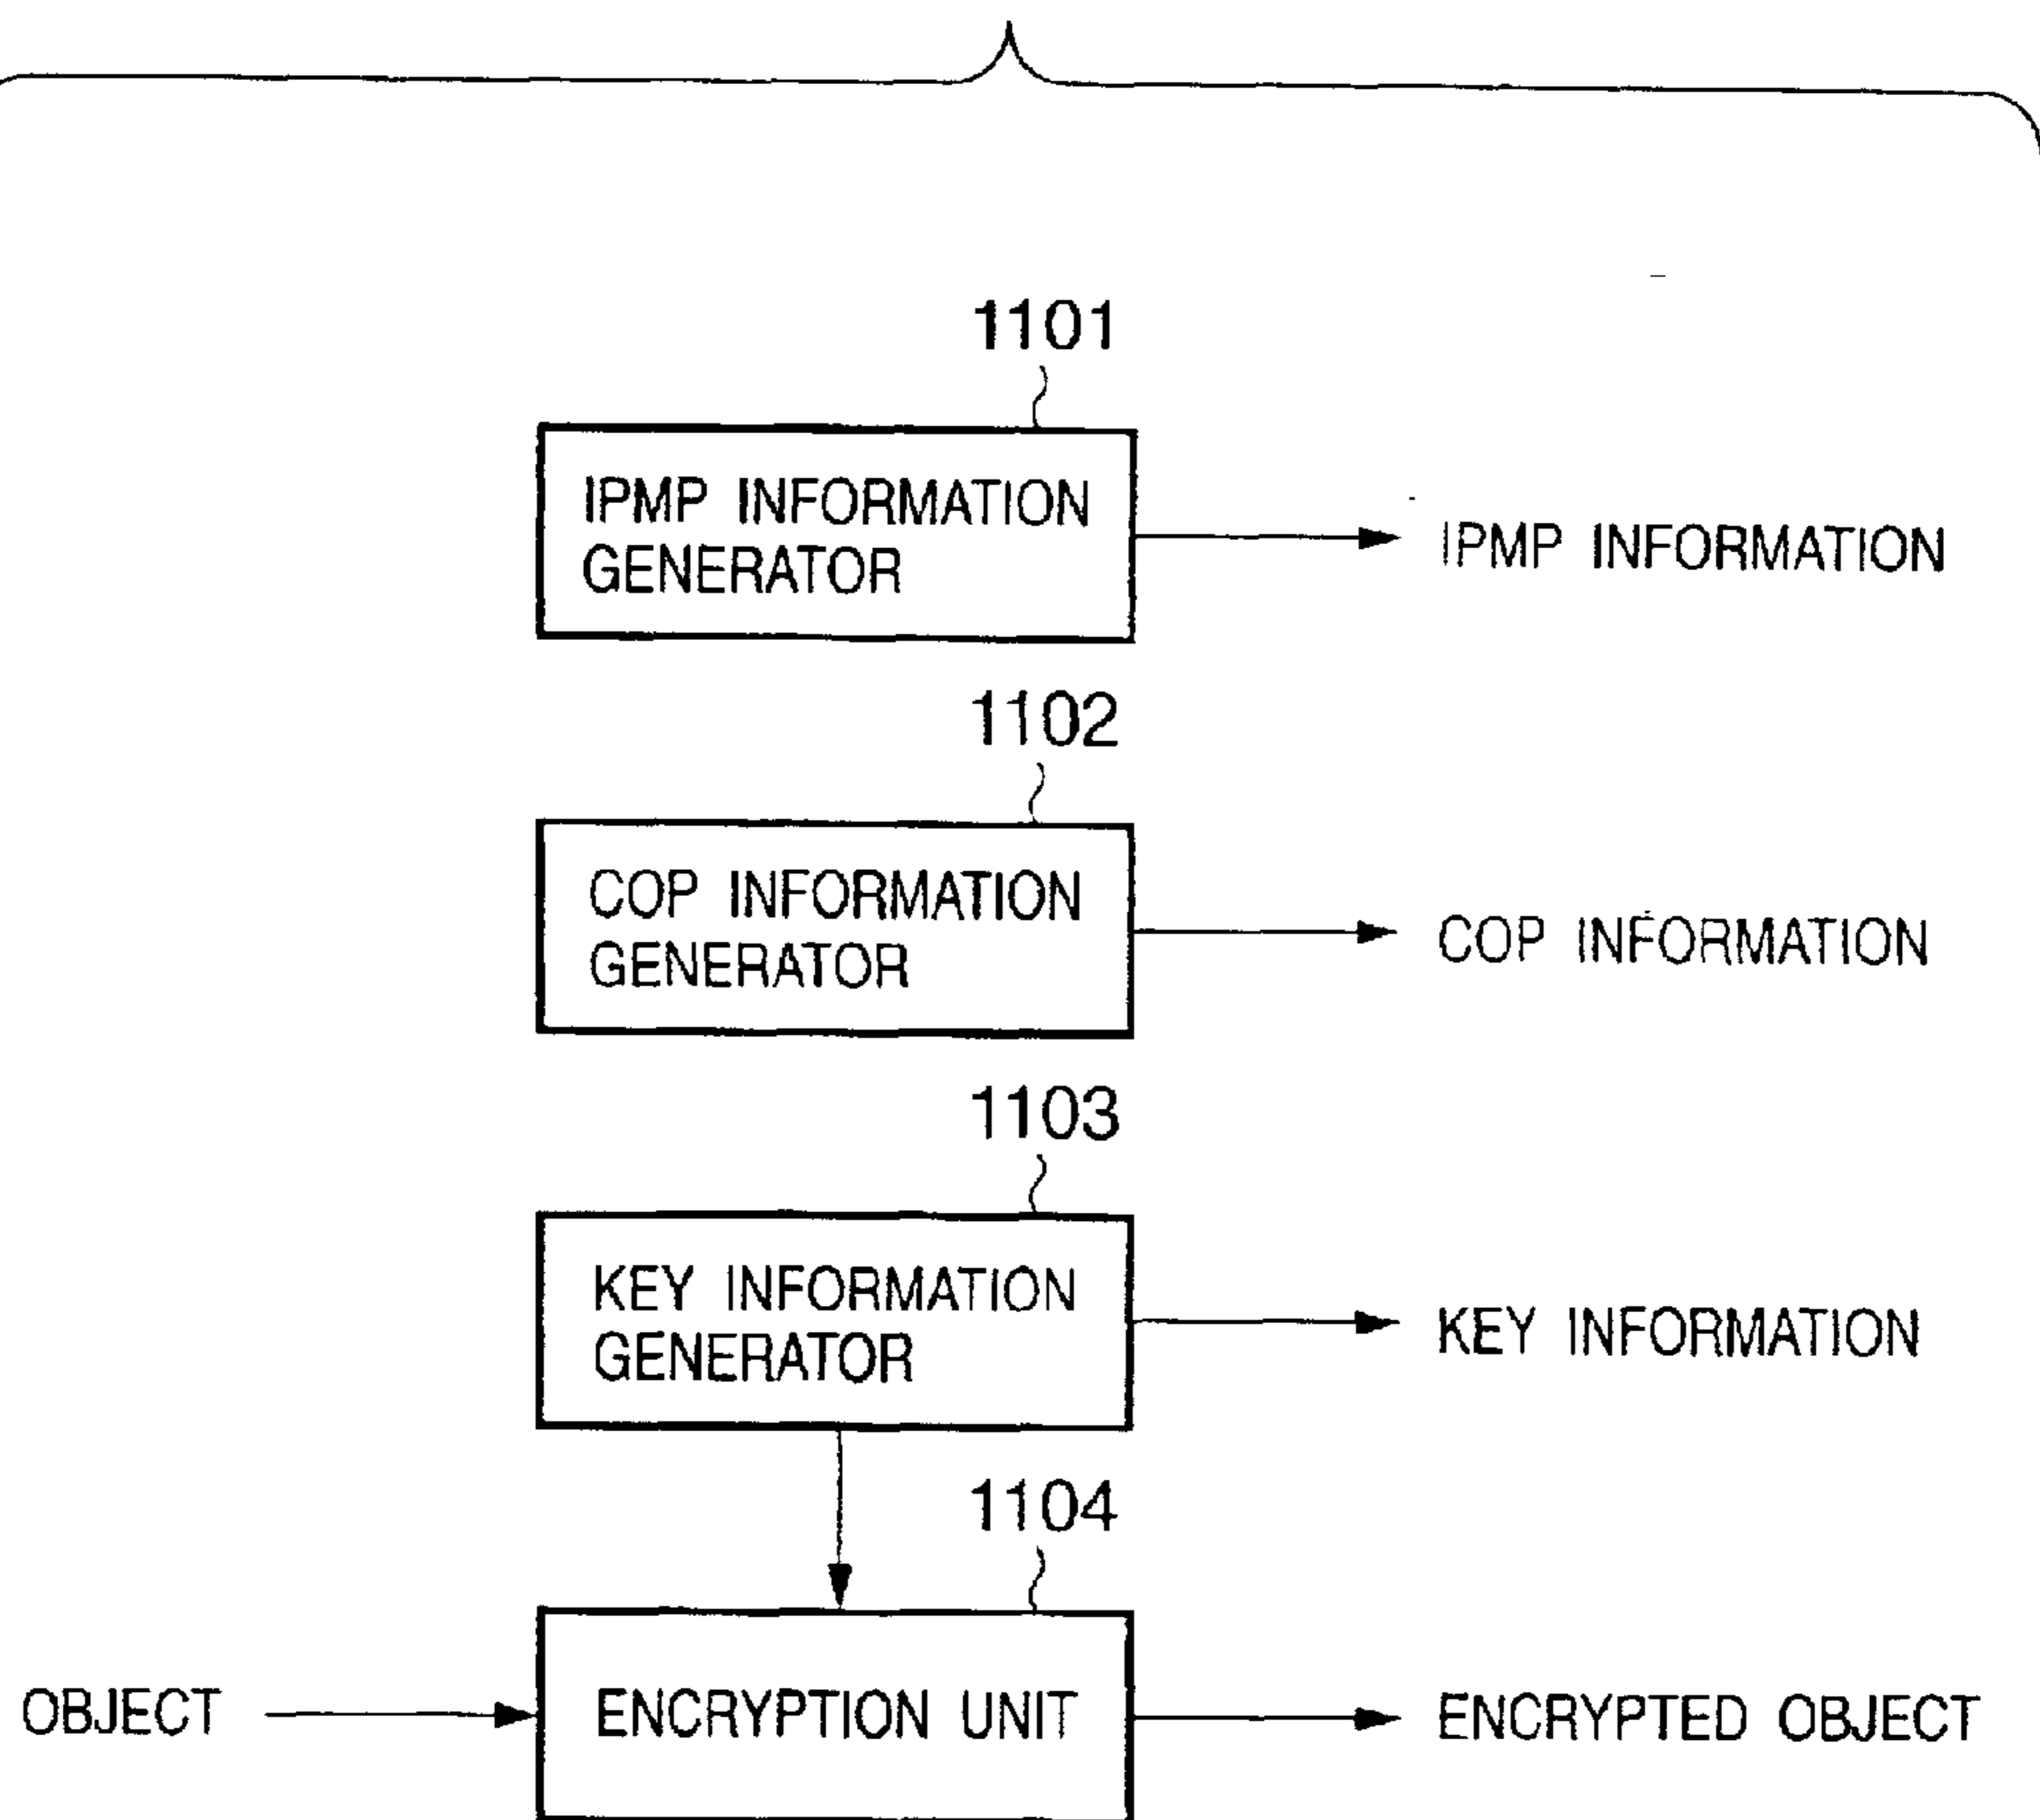 1101
IPMP INFORMATION
GENERATOR
IPMP INFORMATION
1102
COP INFORMATION
GENERATOR
COP INFORMATION
1103
KEY INFORMATION
GENERATOR
KEY INFORMATION
1104
OBJECT
ENCRYPTION UNIT
ENCRYPTED OBJECT